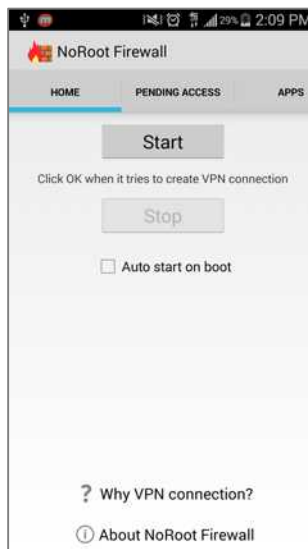 29% 2:09 PM
NoRoot Firewall
HOME PENDING ACCESS APPS
Start
Click OK when it tries to create VPN connection
Stop
Auto start on boot
? Why VPN connection?
About NoRoot Firewall